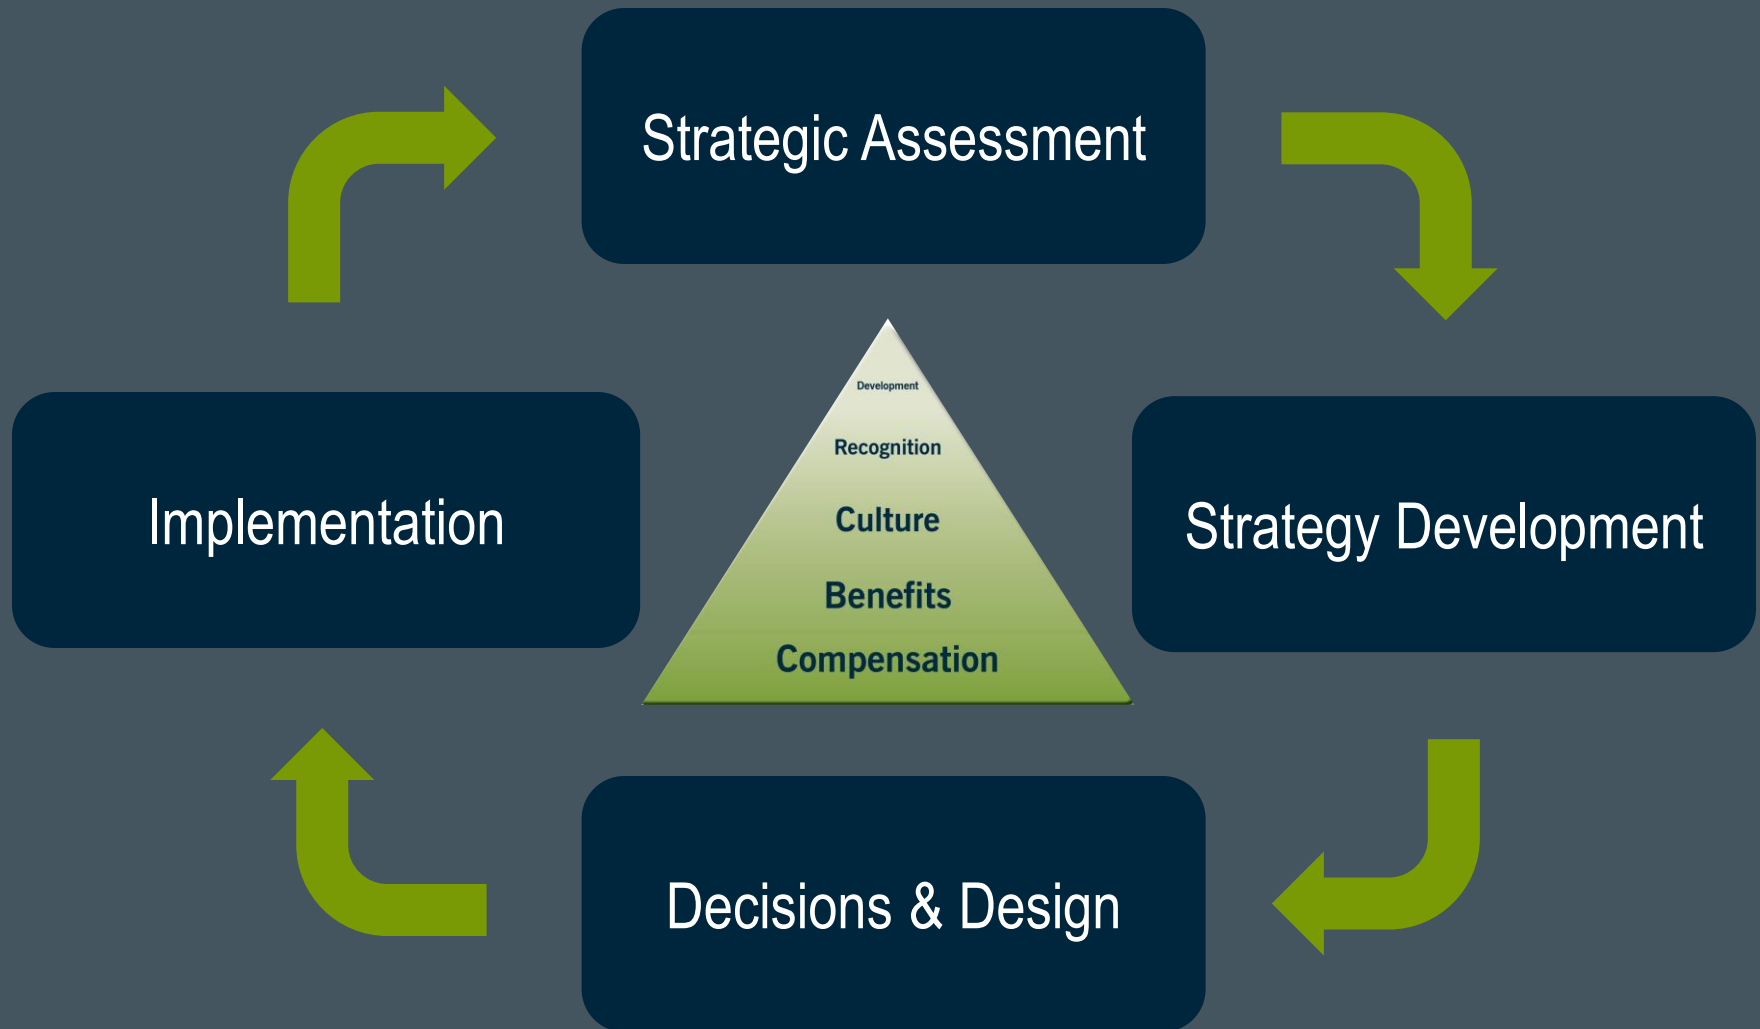 Strategic Assessment
Development
Recognition
Culture
Benefits
Compensation
Implementation
Strategy Development
Decisions & Design